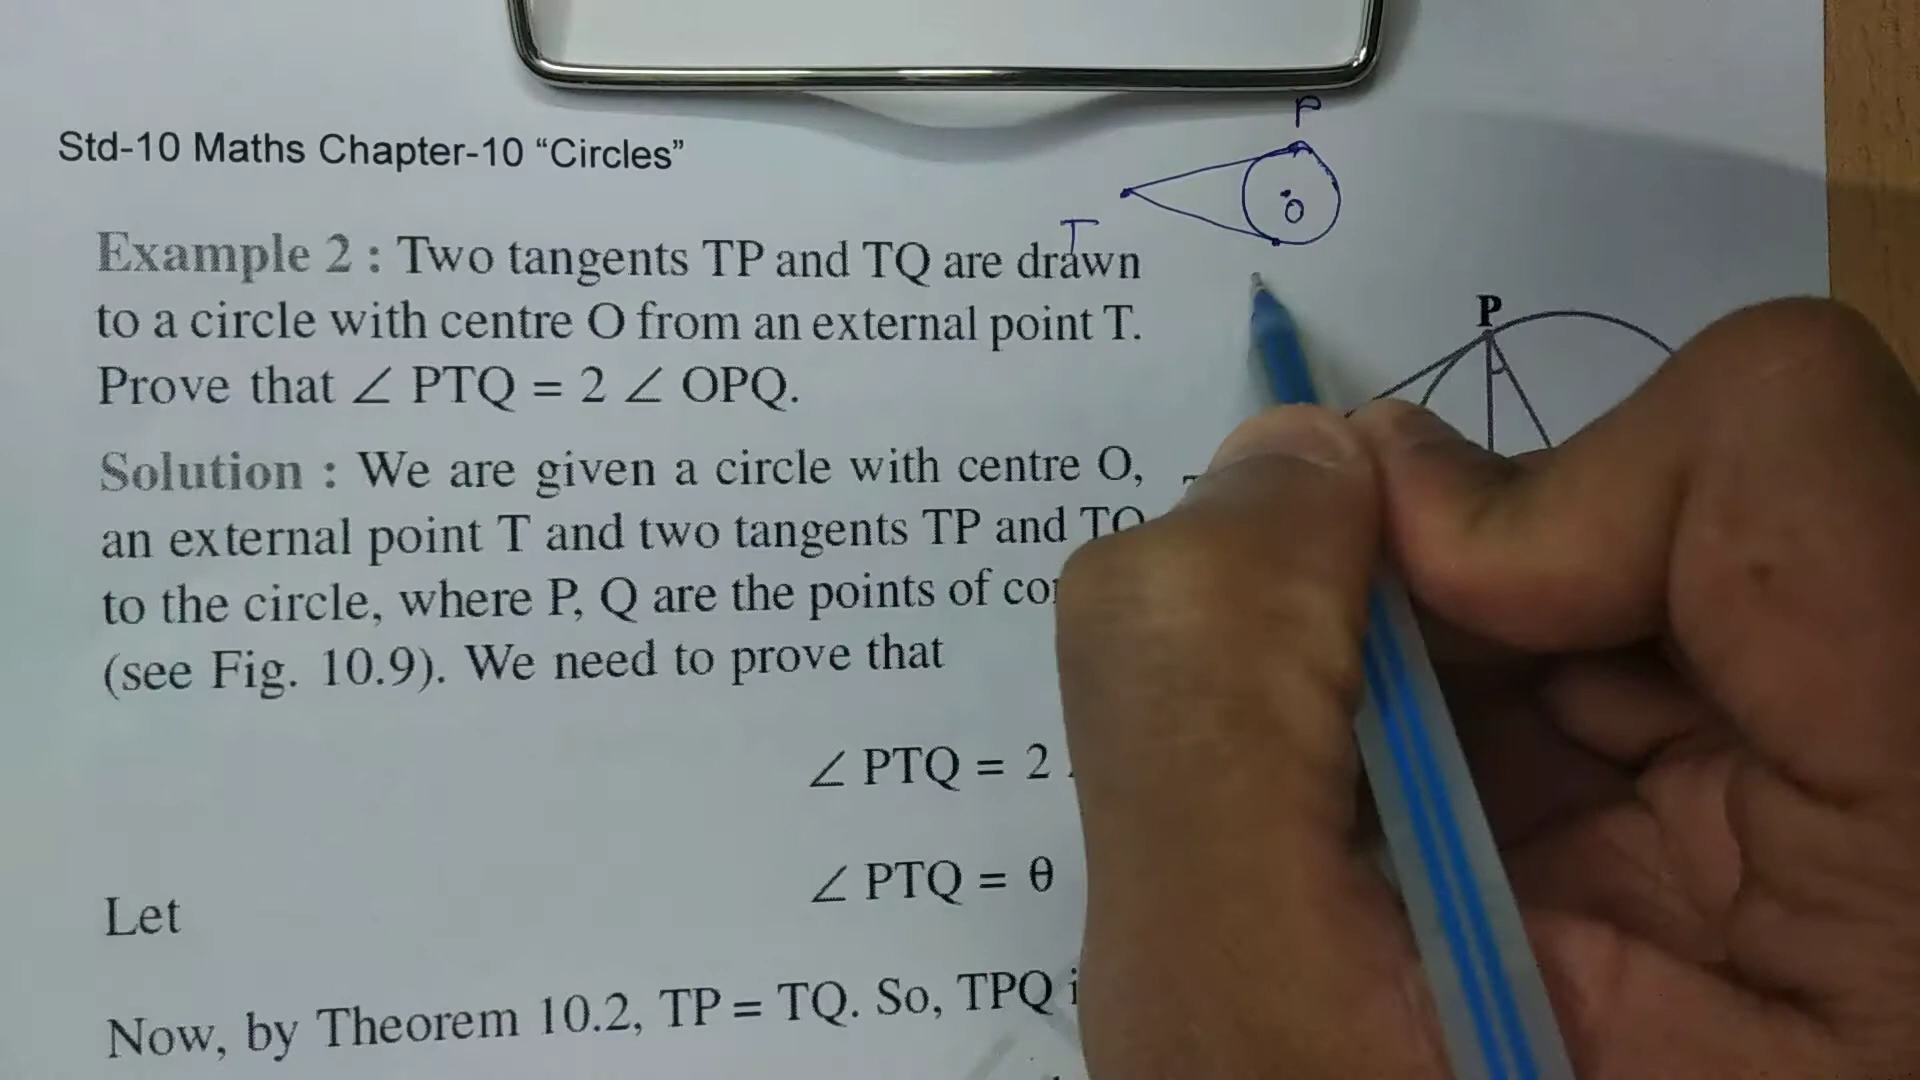 Std-10 Maths Chapter-10 “Circles”
P
O
T
Example 2 : Two tangents TP and TQ are drawn
to a circle with centre O from an external point T.
Prove that ∠ PTQ = 2 ∠ OPQ.
P
Solution : We are given a circle with centre O,
an external point T and two tangents TP and TQ
to the circle, where P, Q are the points of
(see Fig. 10.9). We need to prove that
∠ PTQ = 2
Let
∠ PTQ = θ
Now, by Theorem 10.2, TP = TQ. So, TPQ